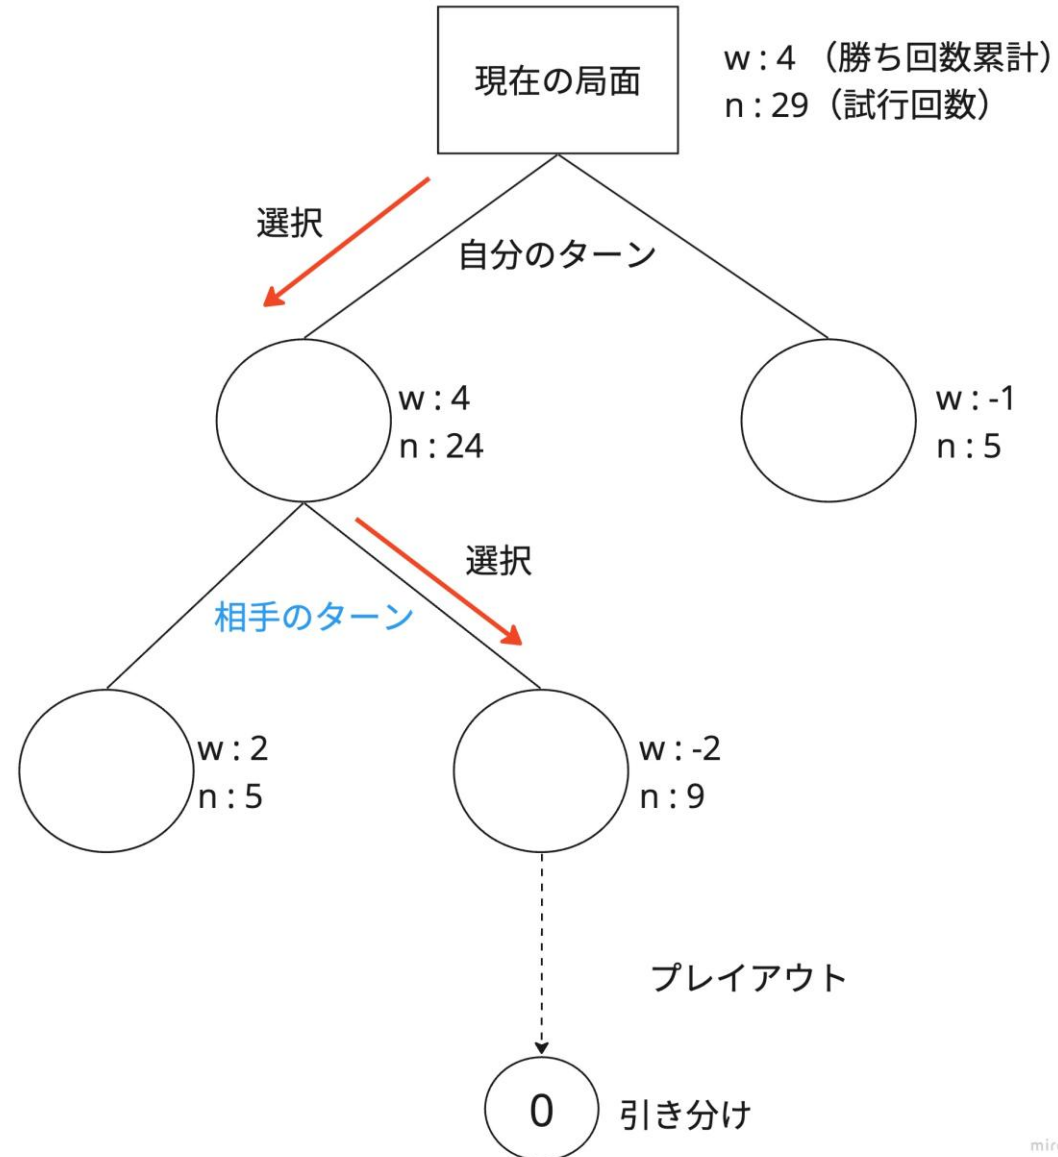 現在の局面
w : 4 （勝ち回数累計）
n : 29（試行回数）
選択
自分のターン
w : 4
n : 24
w : -1
n : 5
選択
相手のターン
w : 2
n : 5
w : -2
n : 9
プレイアウト
0
引き分け